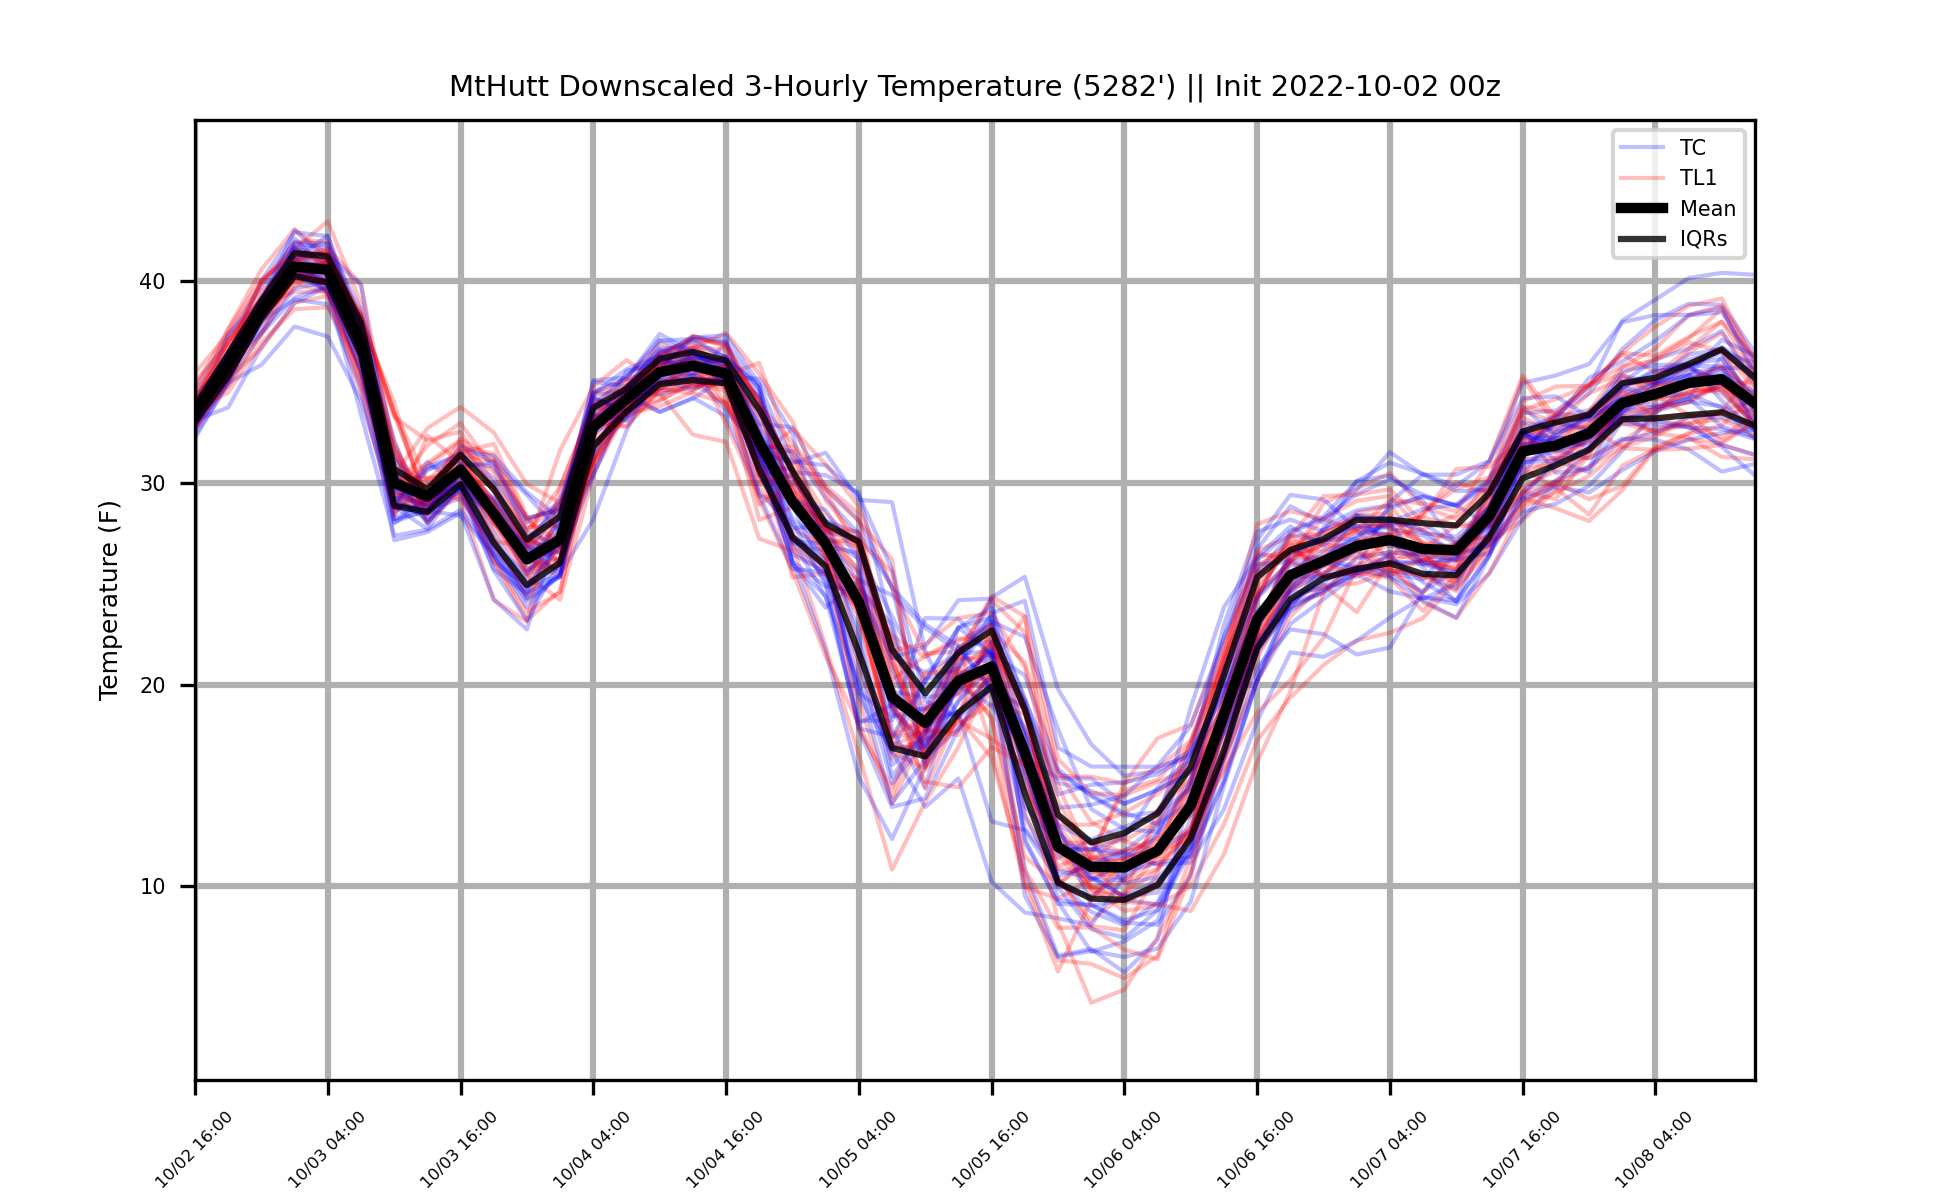 MtHutt Downscaled 3-Hourly Temperature (5282') || Init 2022-10-02 00z
TC
TL1
Mean
IQRs
Temperature (F)
40
30
20
10
10/02 16:00
10/03 04:00
10/03 16:00
10/04 04:00
10/04 16:00
10/05 04:00
10/05 16:00
10/06 04:00
10/06 16:00
10/07 04:00
10/07 16:00
10/08 04:00